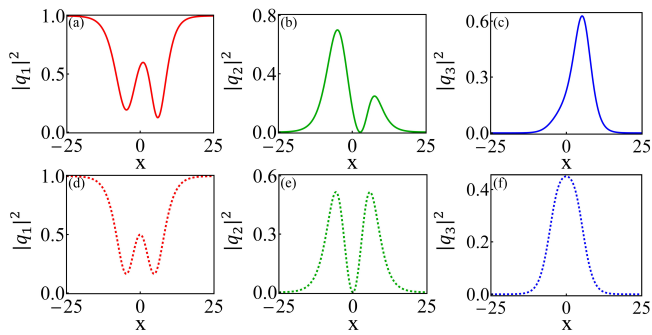 (a) (b) (c)
1.0 0.8 0.6
|q₁|² |q₂|² |q₃|²
0.5 0.4 0.3
0.0 0.0 0.0
−25 0 25 −25 0 25 −25 0 25
x x x
(d) (e) (f)
1.0 0.6 0.4
|q₁|² |q₂|² |q₃|²
0.5 0.3 0.2
0.0 0.0 0.0
−25 0 25 −25 0 25 −25 0 25
x x x